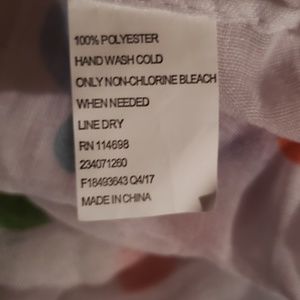 100% POLYESTER
HAND WASH COLD
ONLY NON-CHLORINE BLEACH
WHEN NEEDED
LINE DRY
RN 114698
234071260
F18493643 Q4/17
MADE IN CHINA